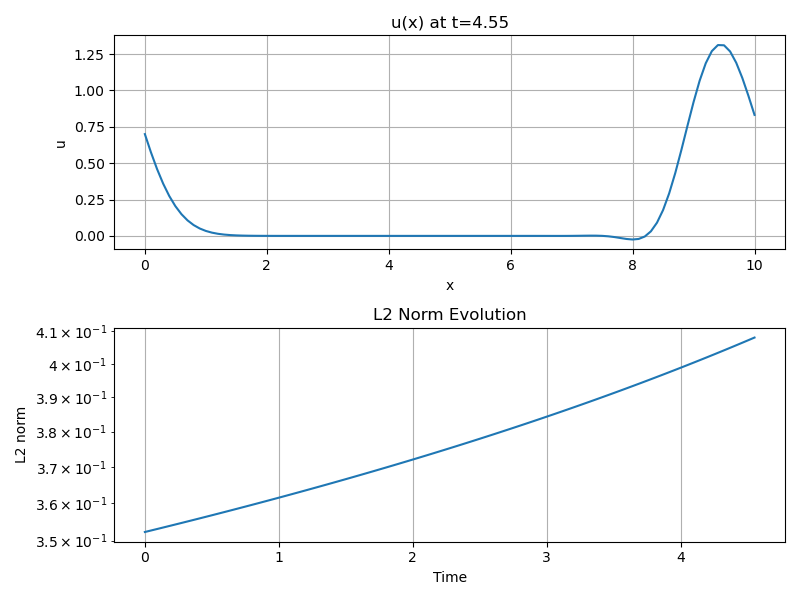 u(x) at t=4.55
1.25
1.00
0.75
0.50
0.25
0.00
u
0 2 4 6 8 10
x
L2 Norm Evolution
4.1 × 10⁻¹
4 × 10⁻¹
3.9 × 10⁻¹
3.8 × 10⁻¹
3.7 × 10⁻¹
3.6 × 10⁻¹
3.5 × 10⁻¹
L2 norm
0 1 2 3 4
Time